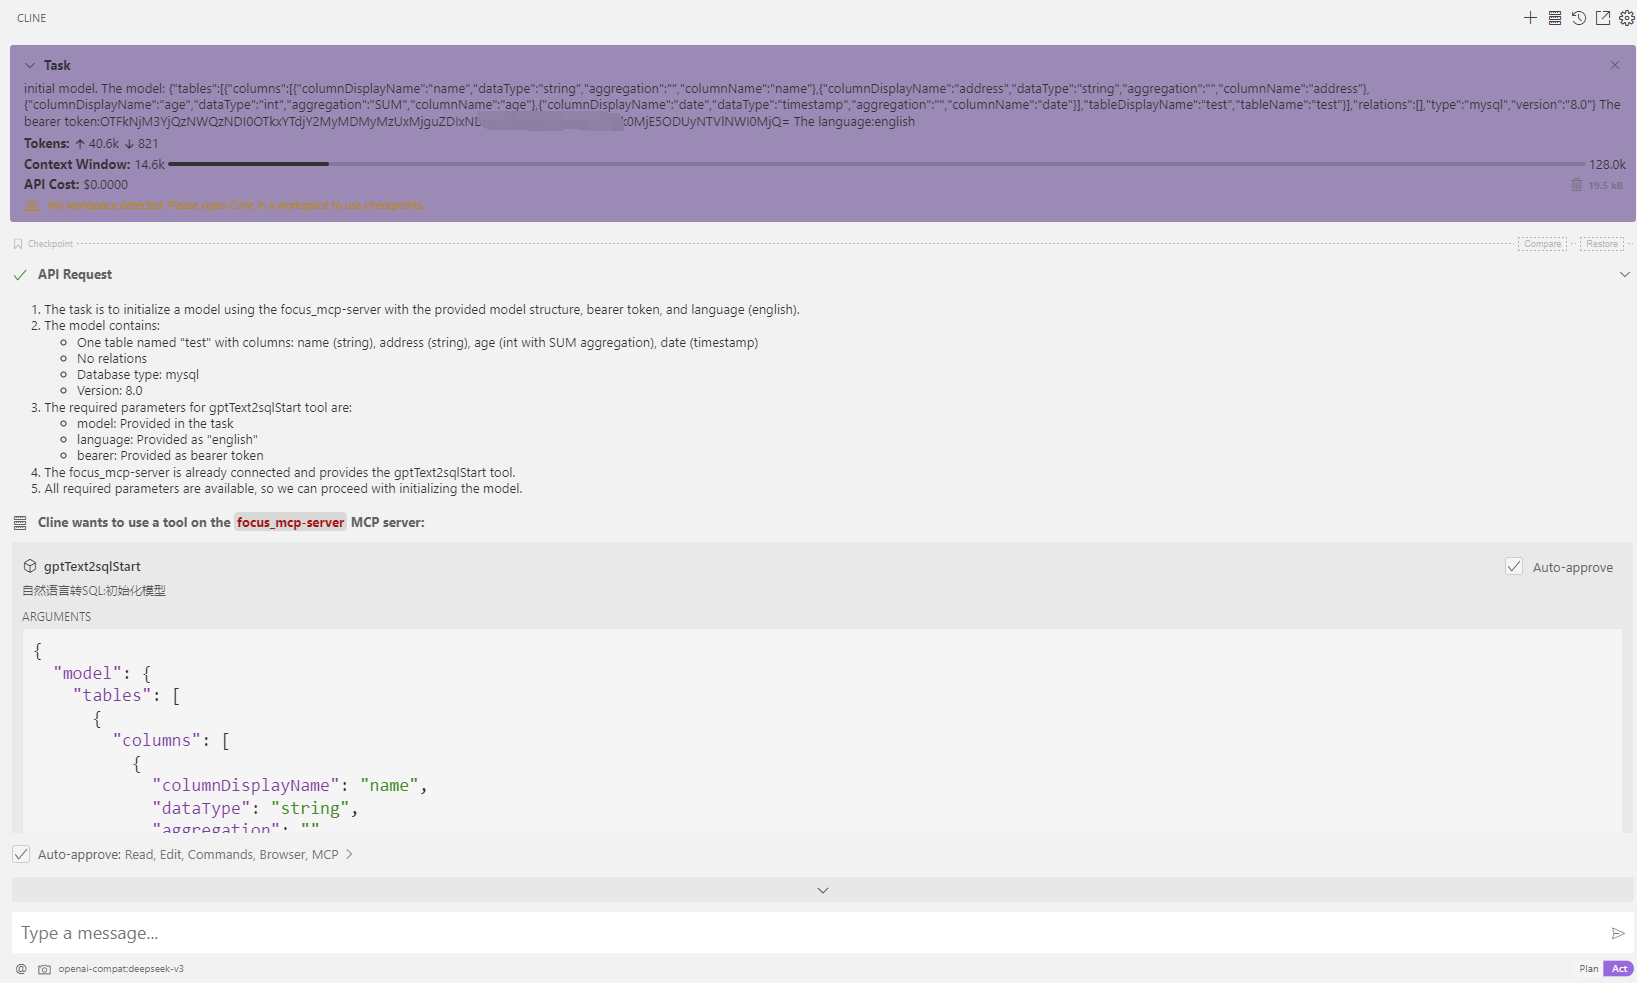 CLINE
Task
initial model. The model: {"tables":[{"columns":[{"columnDisplayName":"name","dataType":"string","aggregation":"","columnName":"name"},{"columnDisplayName":"address","dataType":"string","aggregation":"","columnName":"address"},
{"columnDisplayName":"age","dataType":"int","aggregation":"SUM","columnName":"age"},{"columnDisplayName":"date","dataType":"timestamp","aggregation":"","columnName":"date"}],"tableDisplayName":"test","tableName":"test"}],"relations":[],"type":"mysql","version":"8.0"} The
bearer The language:english
Tokens: ↑ 40.6k ↓ 821
Context Window: 14.6k 128.0k
API Cost: $0.0000 19.5 kB
No workspace detected. Please open Cline in a workspace to use checkpoints.
Checkpoint Compare Restore
API Request
1. The task is to initialize a model using the focus_mcp-server with the provided model structure, bearer token, and language (english).
2. The model contains:
One table named "test" with columns: name (string), address (string), age (int with SUM aggregation), date (timestamp)
No relations
Database type: mysql
Version: 8.0
3. The required parameters for gptText2sqlStart tool are:
model: Provided in the task
language: Provided as "english"
bearer: Provided as bearer token
4. The focus_mcp-server is already connected and provides the gptText2sqlStart tool.
5. All required parameters are available, so we can proceed with initializing the model.
Cline wants to use a tool on the focus_mcp-server MCP server:
gptText2sqlStart Auto-approve
自然语言转SQL:初始化模型
ARGUMENTS
{
"model": {
"tables": [
{
"columns": [
{
"columnDisplayName": "name",
"dataType": "string",
"aggregation": ""
Auto-approve: Read, Edit, Commands, Browser, MCP
Type a message...
@ openai-compat:deepseek-v3 Plan Act